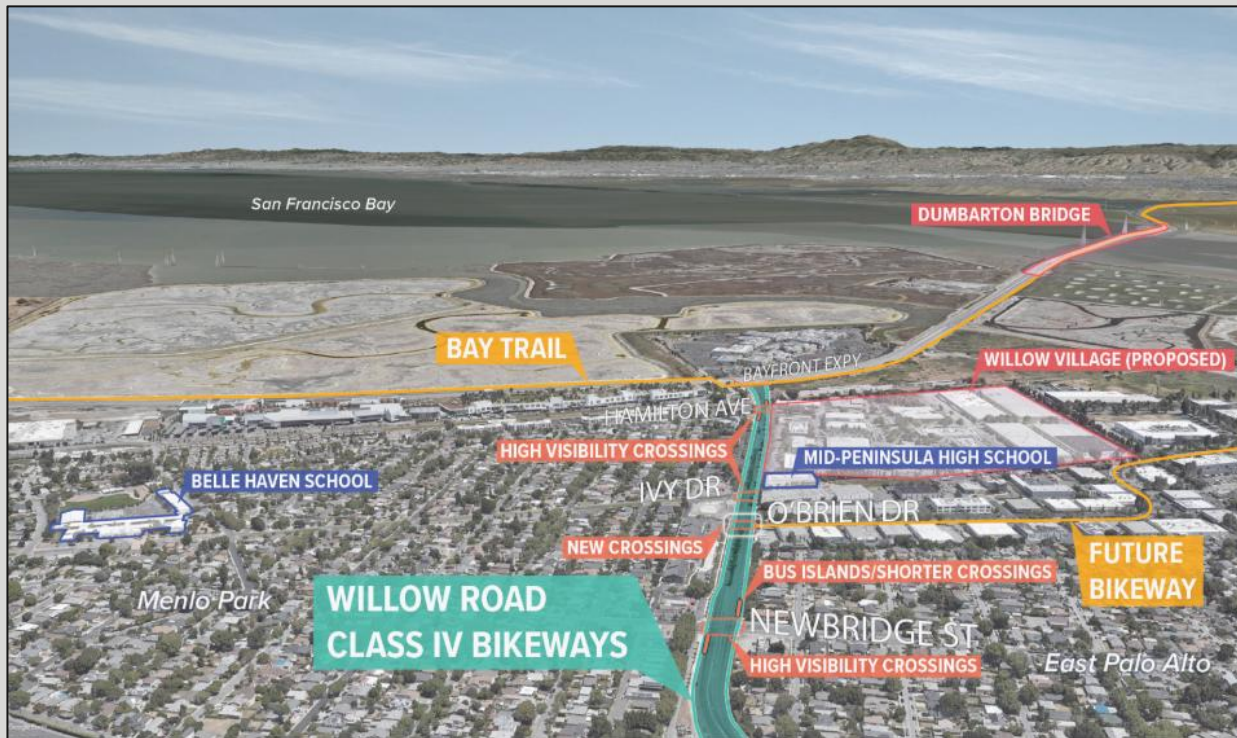 San Francisco Bay
DUMBARTON BRIDGE
BAY TRAIL
BAYFRONT EXPY
WILLOW VILLAGE (PROPOSED)
HAMILTON AVE
HIGH VISIBILITY CROSSINGS
MID-PENINSULA HIGH SCHOOL
BELLE HAVEN SCHOOL
IVY DR
O'BRIEN DR
NEW CROSSINGS
FUTURE
BIKEWAY
BUS ISLANDS/SHORTER CROSSINGS
Menlo Park
WILLOW ROAD
CLASS IV BIKEWAYS
NEWBRIDGE ST
HIGH VISIBILITY CROSSINGS
East Palo Alto